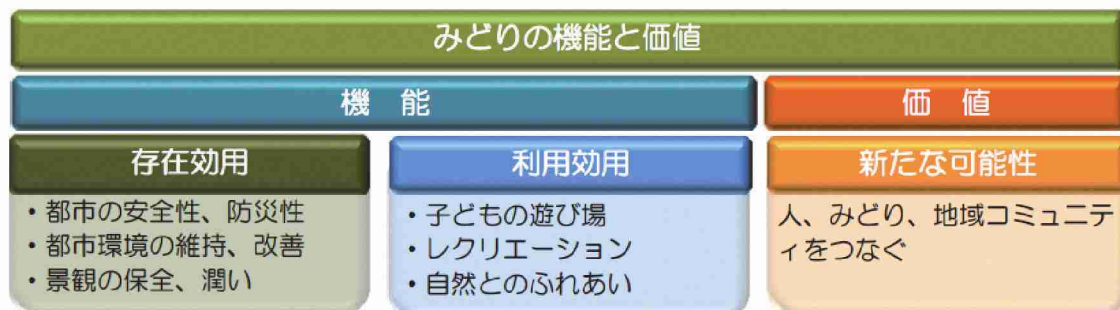 みどりの機能と価値
機　能
価　値
存在効用
・都市の安全性、防災性
・都市環境の維持、改善
・景観の保全、潤い
利用効用
・子どもの遊び場
・レクリエーション
・自然とのふれあい
新たな可能性
人、みどり、地域コミュニテ
ィをつなぐ